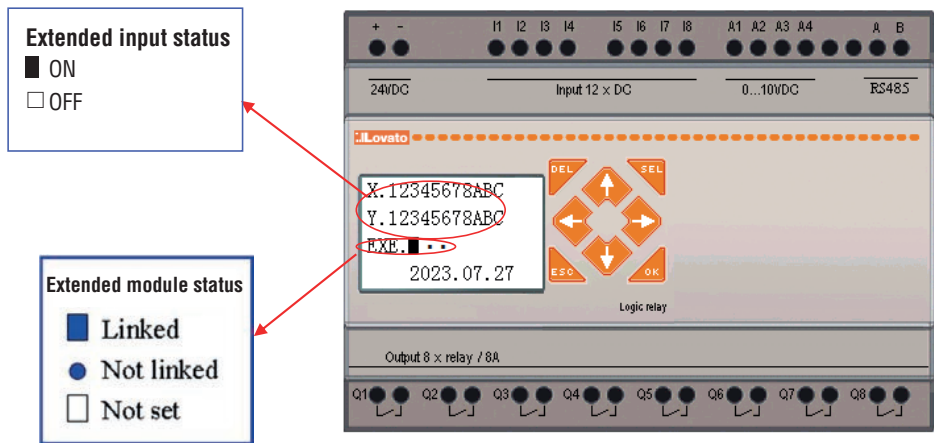 Extended input status
ON
OFF
Extended module status
Linked
Not linked
Not set
+ - I1 I2 I3 I4 I5 I6 I7 I8 A1 A2 A3 A4 A B
24VDC Input 12 x DC 0...10VDC RS485
Lovato
DEL SEL
X.12345678ABC
Y.12345678ABC
EXE.
2023.07.27
ESC OK
Logic relay
Output 8 x relay / 8A
Q1 Q2 Q3 Q4 Q5 Q6 Q7 Q8